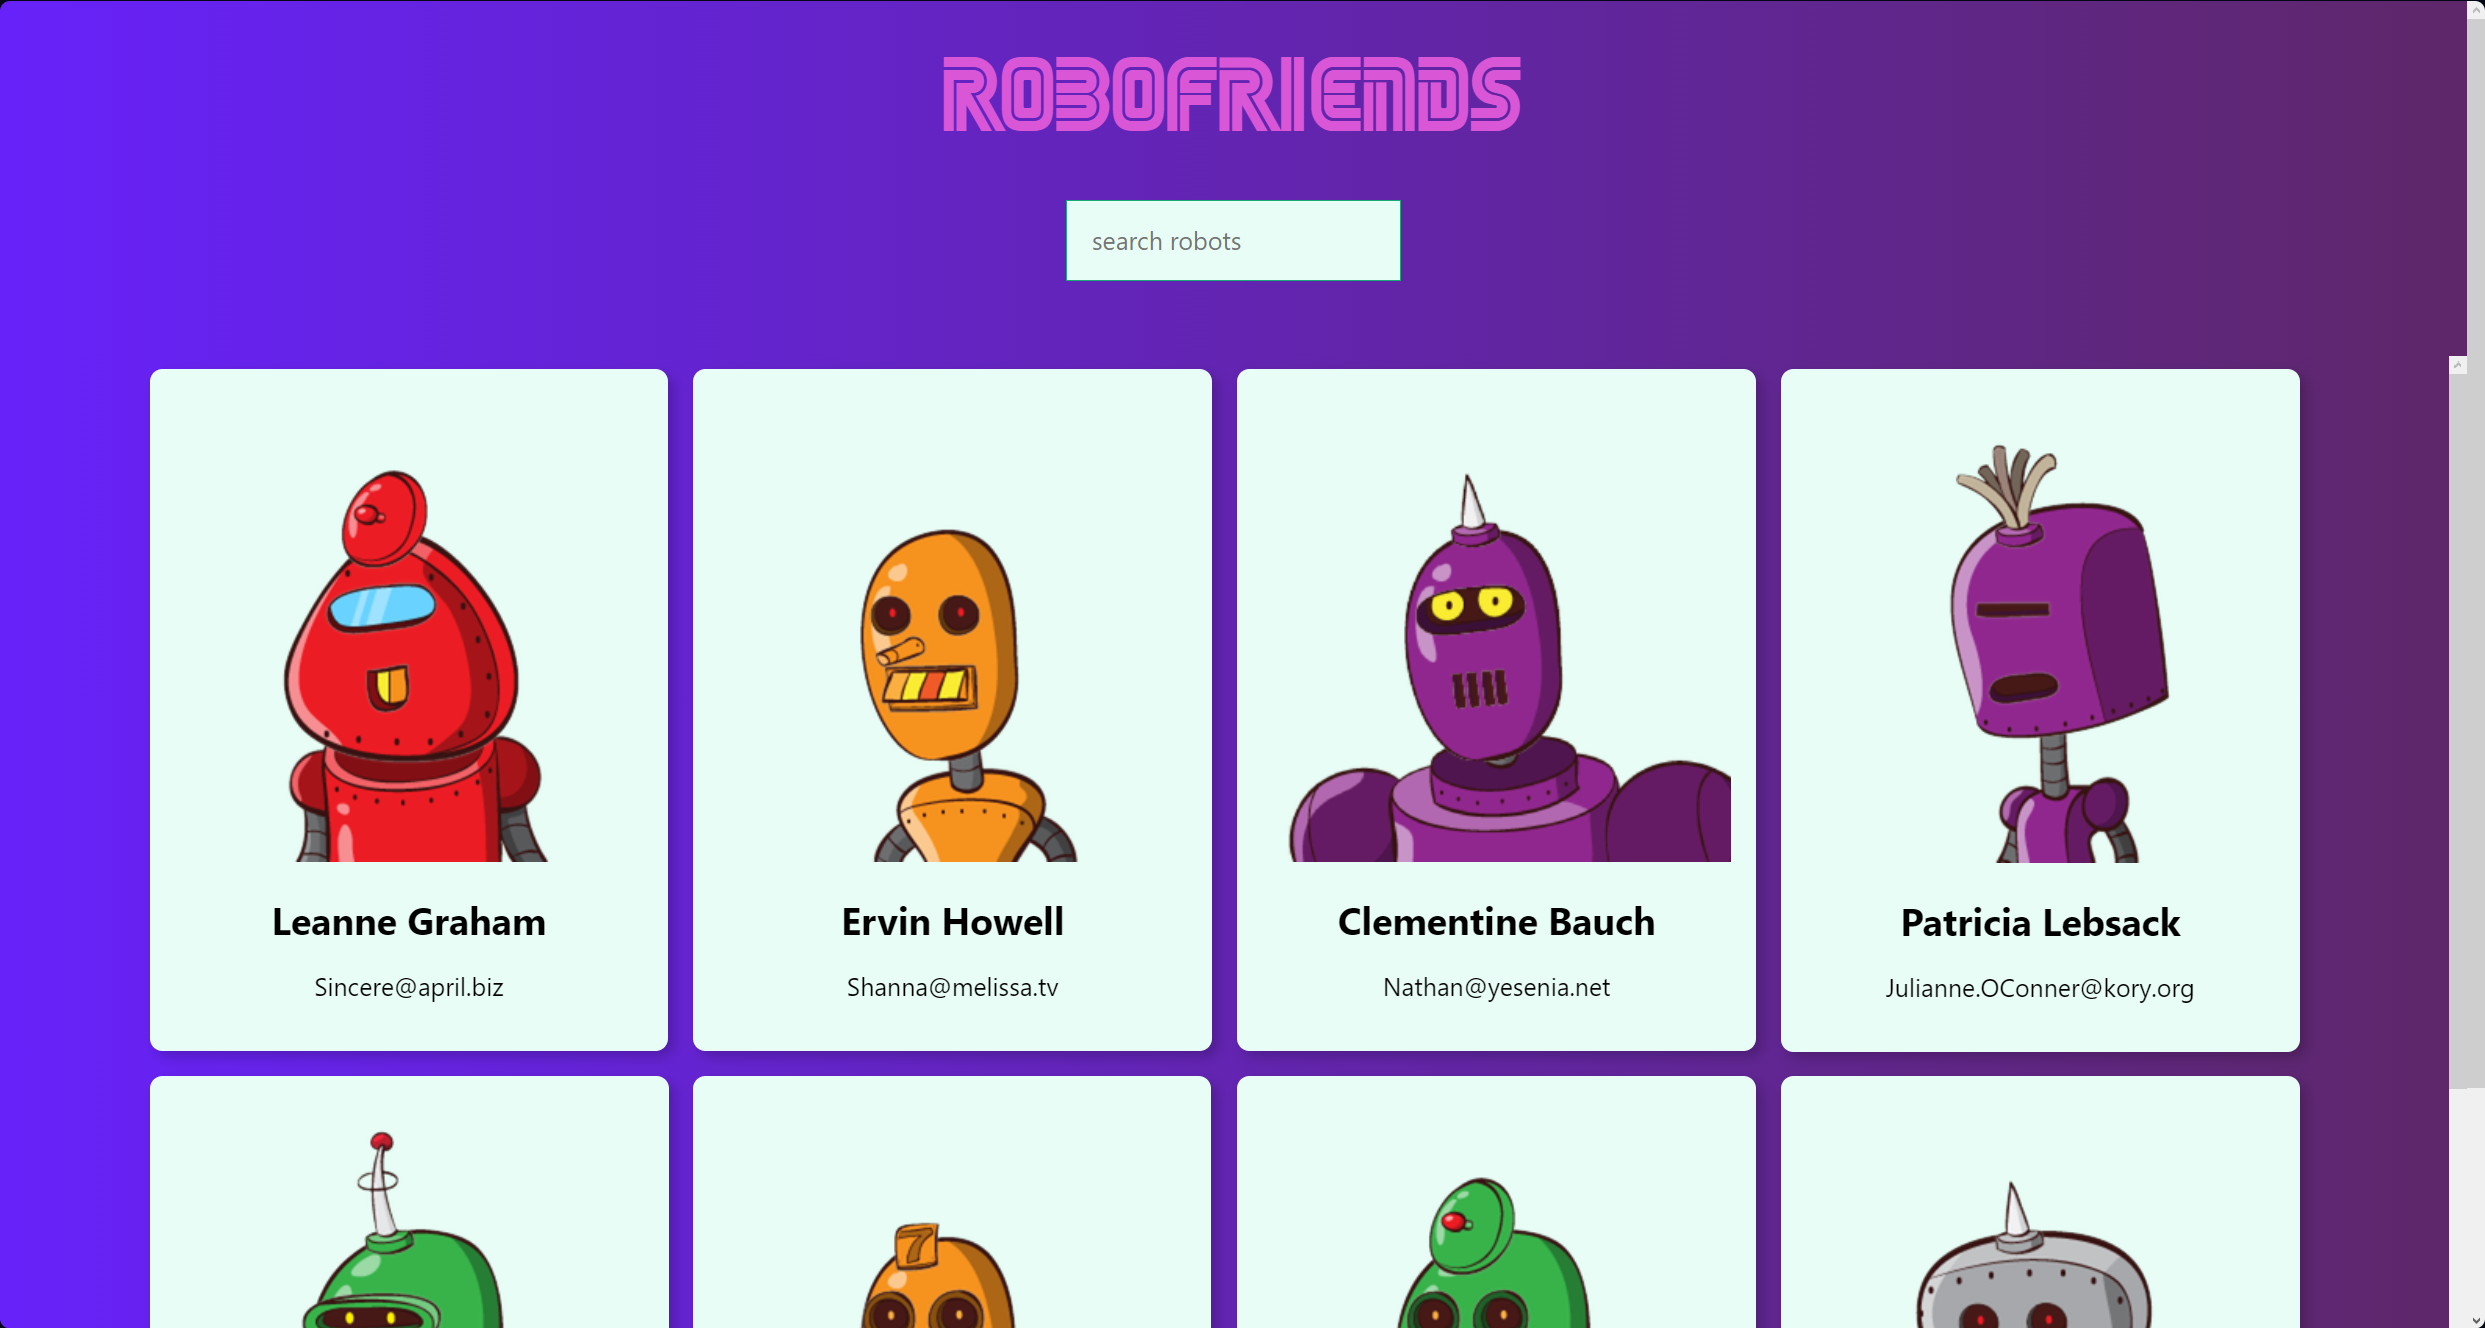 ROBOFRIENDS
search robots
Leanne Graham
Sincere@april.biz
Ervin Howell
Shanna@melissa.tv
Clementine Bauch
Nathan@yesenia.net
Patricia Lebsack
Julianne.OConner@kory.org
7